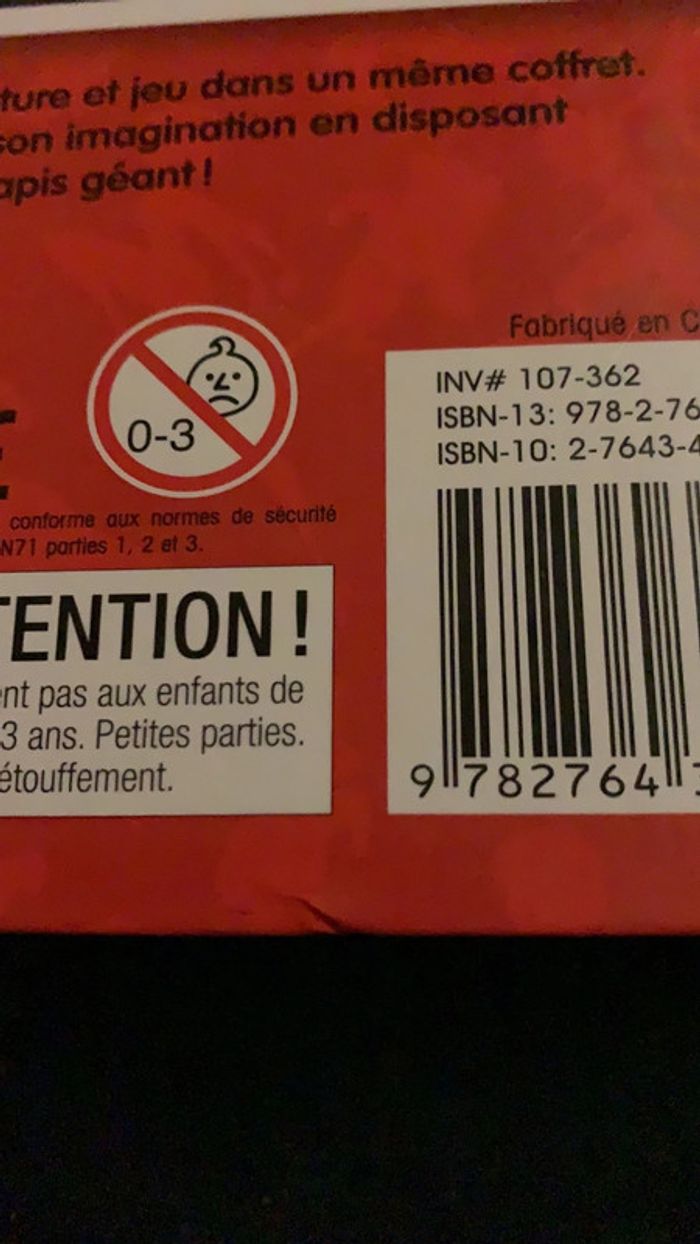 ture et jeu dans un même coffret.
son imagination en disposant
apis géant !
0-3
conforme aux normes de sécurité
N71 parties 1, 2 et 3.
TENTION !
nt pas aux enfants de
3 ans. Petites parties.
étouffement.
Fabriqué en C
INV# 107-362
ISBN-13: 978-2-76
ISBN-10: 2-7643-4
9 782764